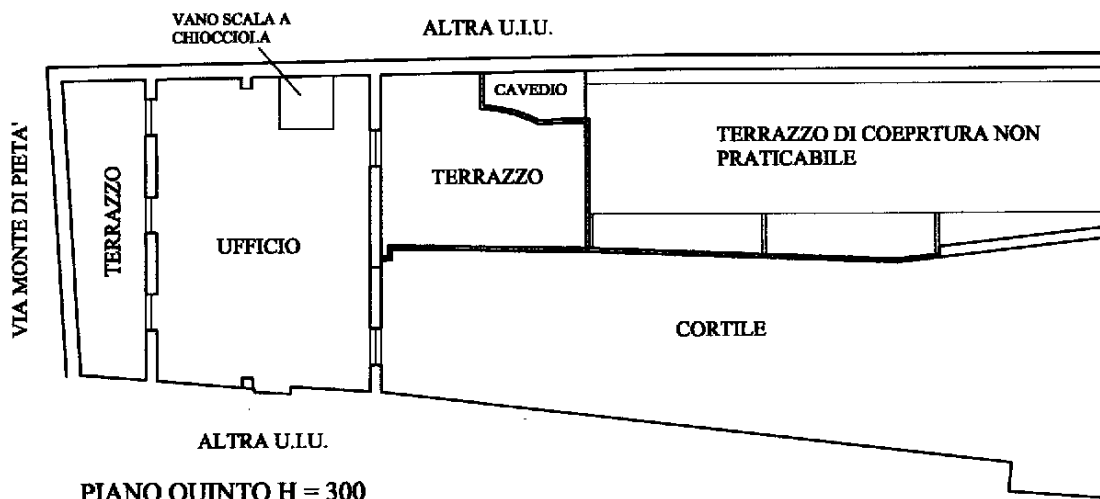 VANO SCALA A
CHIOCCIOLA
ALTRA U.I.U.
CAVEDIO
TERRAZZO DI COEPRTURA NON
PRATICABILE
TERRAZZO
VIA MONTE DI PIETA'
TERRAZZO
UFFICIO
CORTILE
ALTRA U.I.U.
PIANO QUINTO H = 300